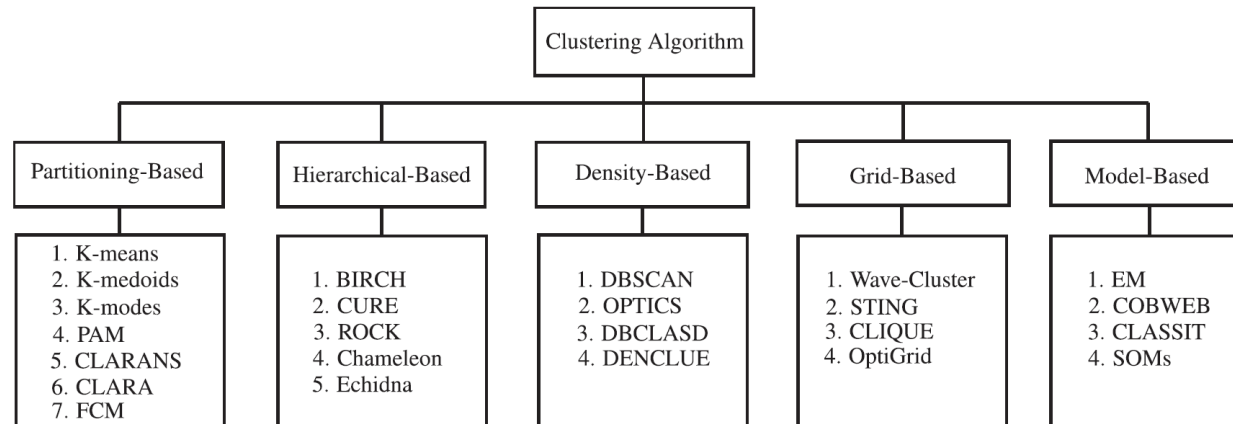 Clustering Algorithm
Partitioning-Based
Hierarchical-Based
Density-Based
Grid-Based
Model-Based
1. K-means
2. K-medoids
3. K-modes
4. PAM
5. CLARANS
6. CLARA
7. FCM
1. BIRCH
2. CURE
3. ROCK
4. Chameleon
5. Echidna
1. DBSCAN
2. OPTICS
3. DBCLASD
4. DENCLUE
1. Wave-Cluster
2. STING
3. CLIQUE
4. OptiGrid
1. EM
2. COBWEB
3. CLASSIT
4. SOMs